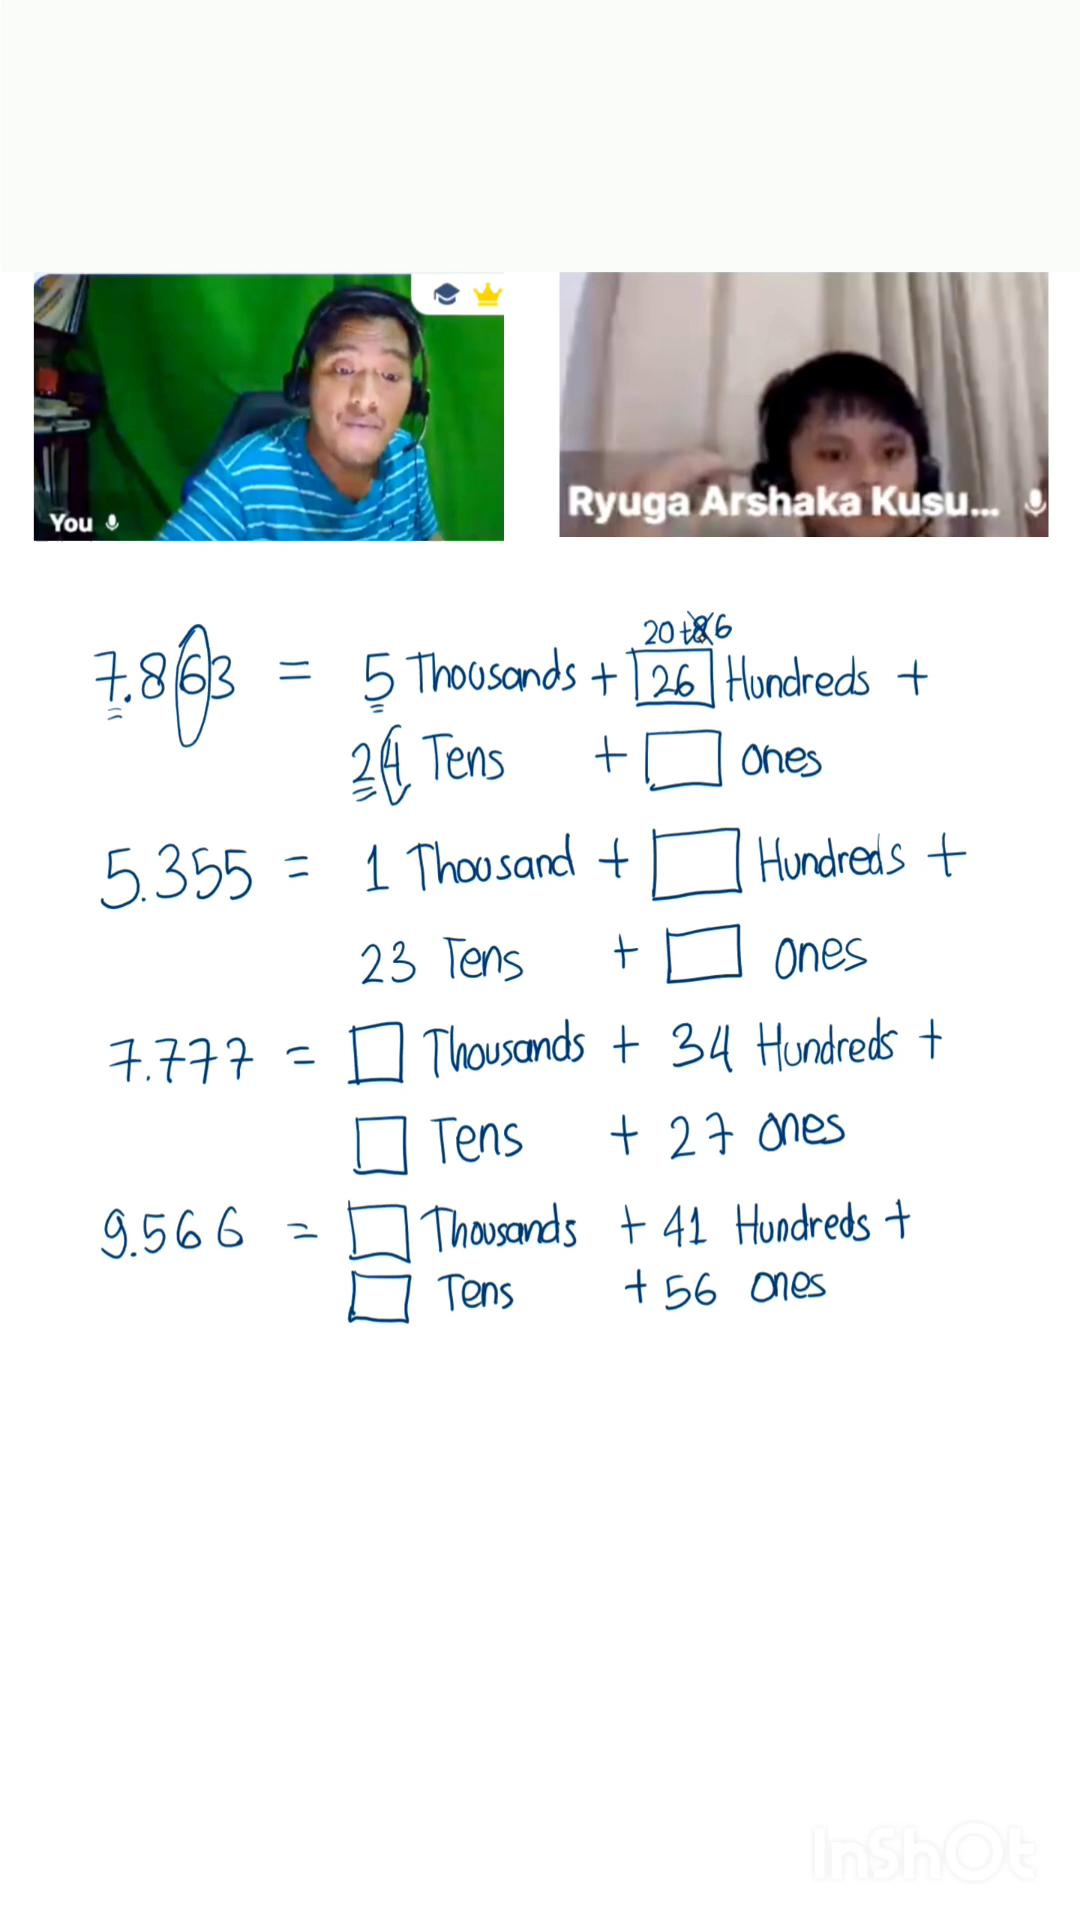 You
Ryuga Arshaka Kusu...
20+86
7.863 = 5 Thousands + 26 Hundreds +
24 Tens + ones
5.355 = 1 Thousand + Hundreds +
23 Tens + ones
7.777 = Thousands + 34 Hundreds +
Tens + 27 ones
9.566 = Thousands + 41 Hundreds +
Tens + 56 ones
InShOt